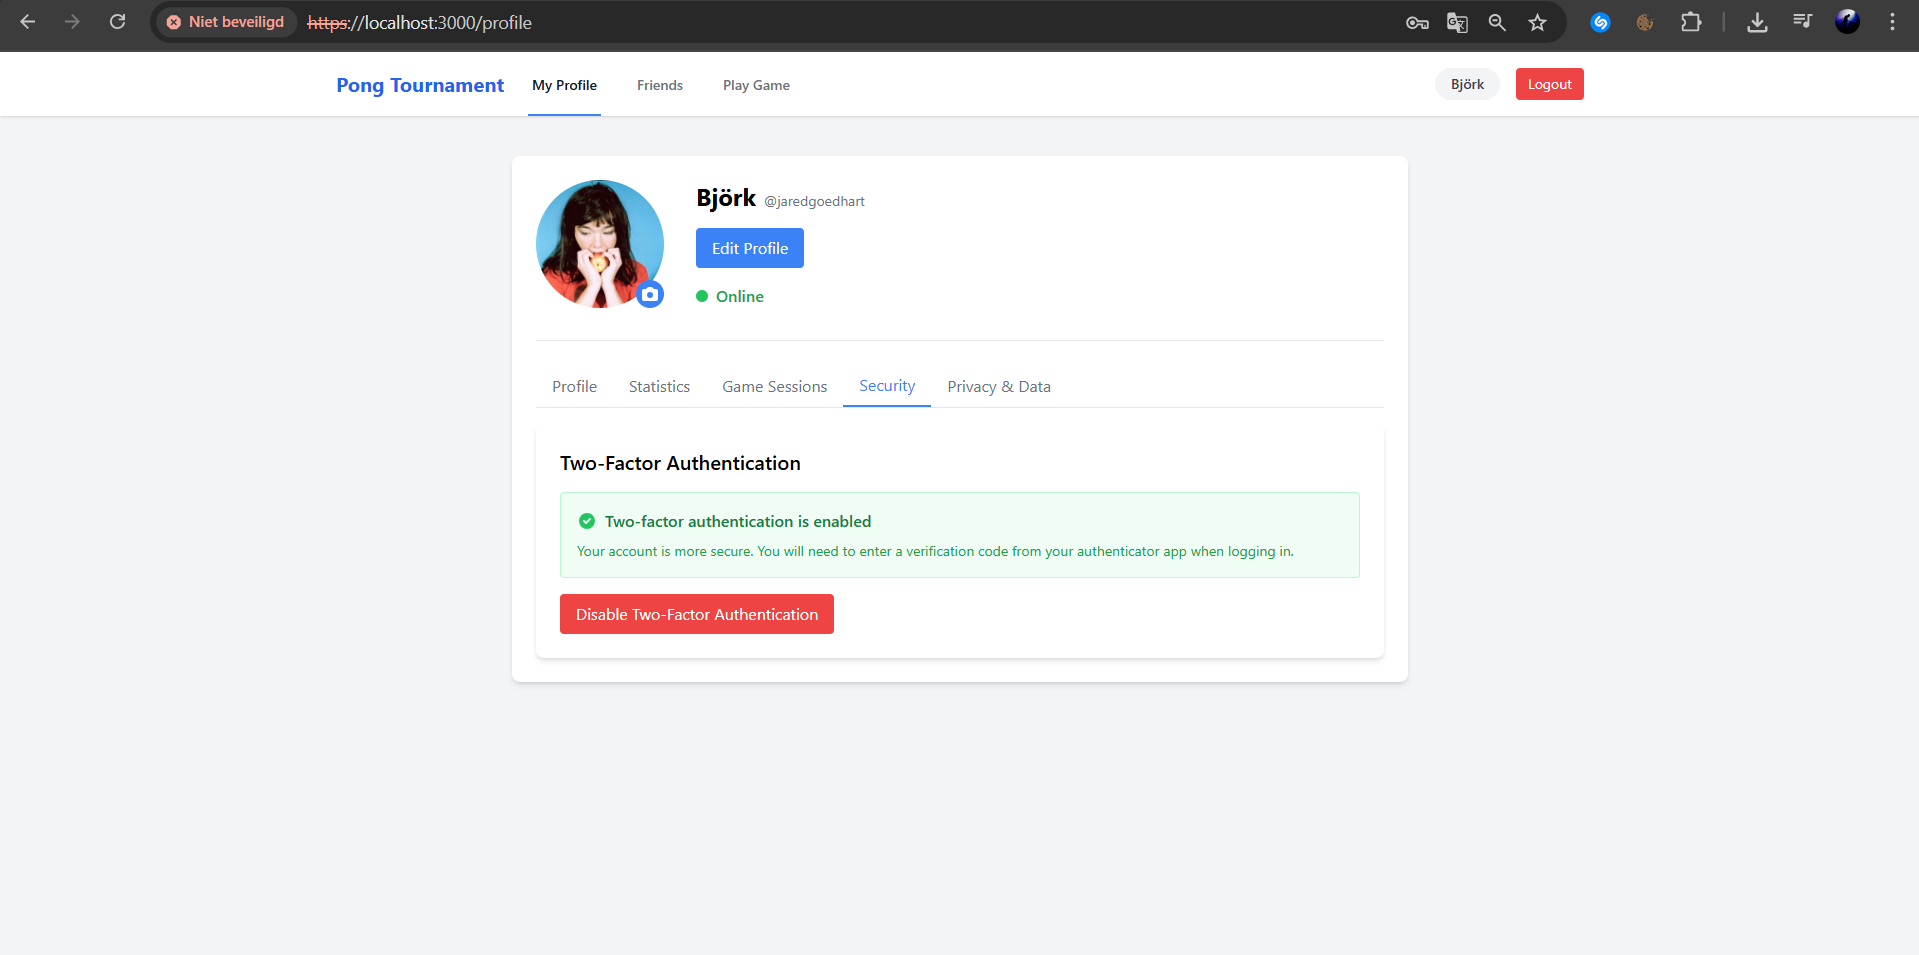 Niet beveiligd https://localhost:3000/profile
Pong Tournament My Profile Friends Play Game Björk Logout
Björk @jaredgoedhart
Edit Profile
Online
Profile Statistics Game Sessions Security Privacy & Data
Two-Factor Authentication
Two-factor authentication is enabled
Your account is more secure. You will need to enter a verification code from your authenticator app when logging in.
Disable Two-Factor Authentication